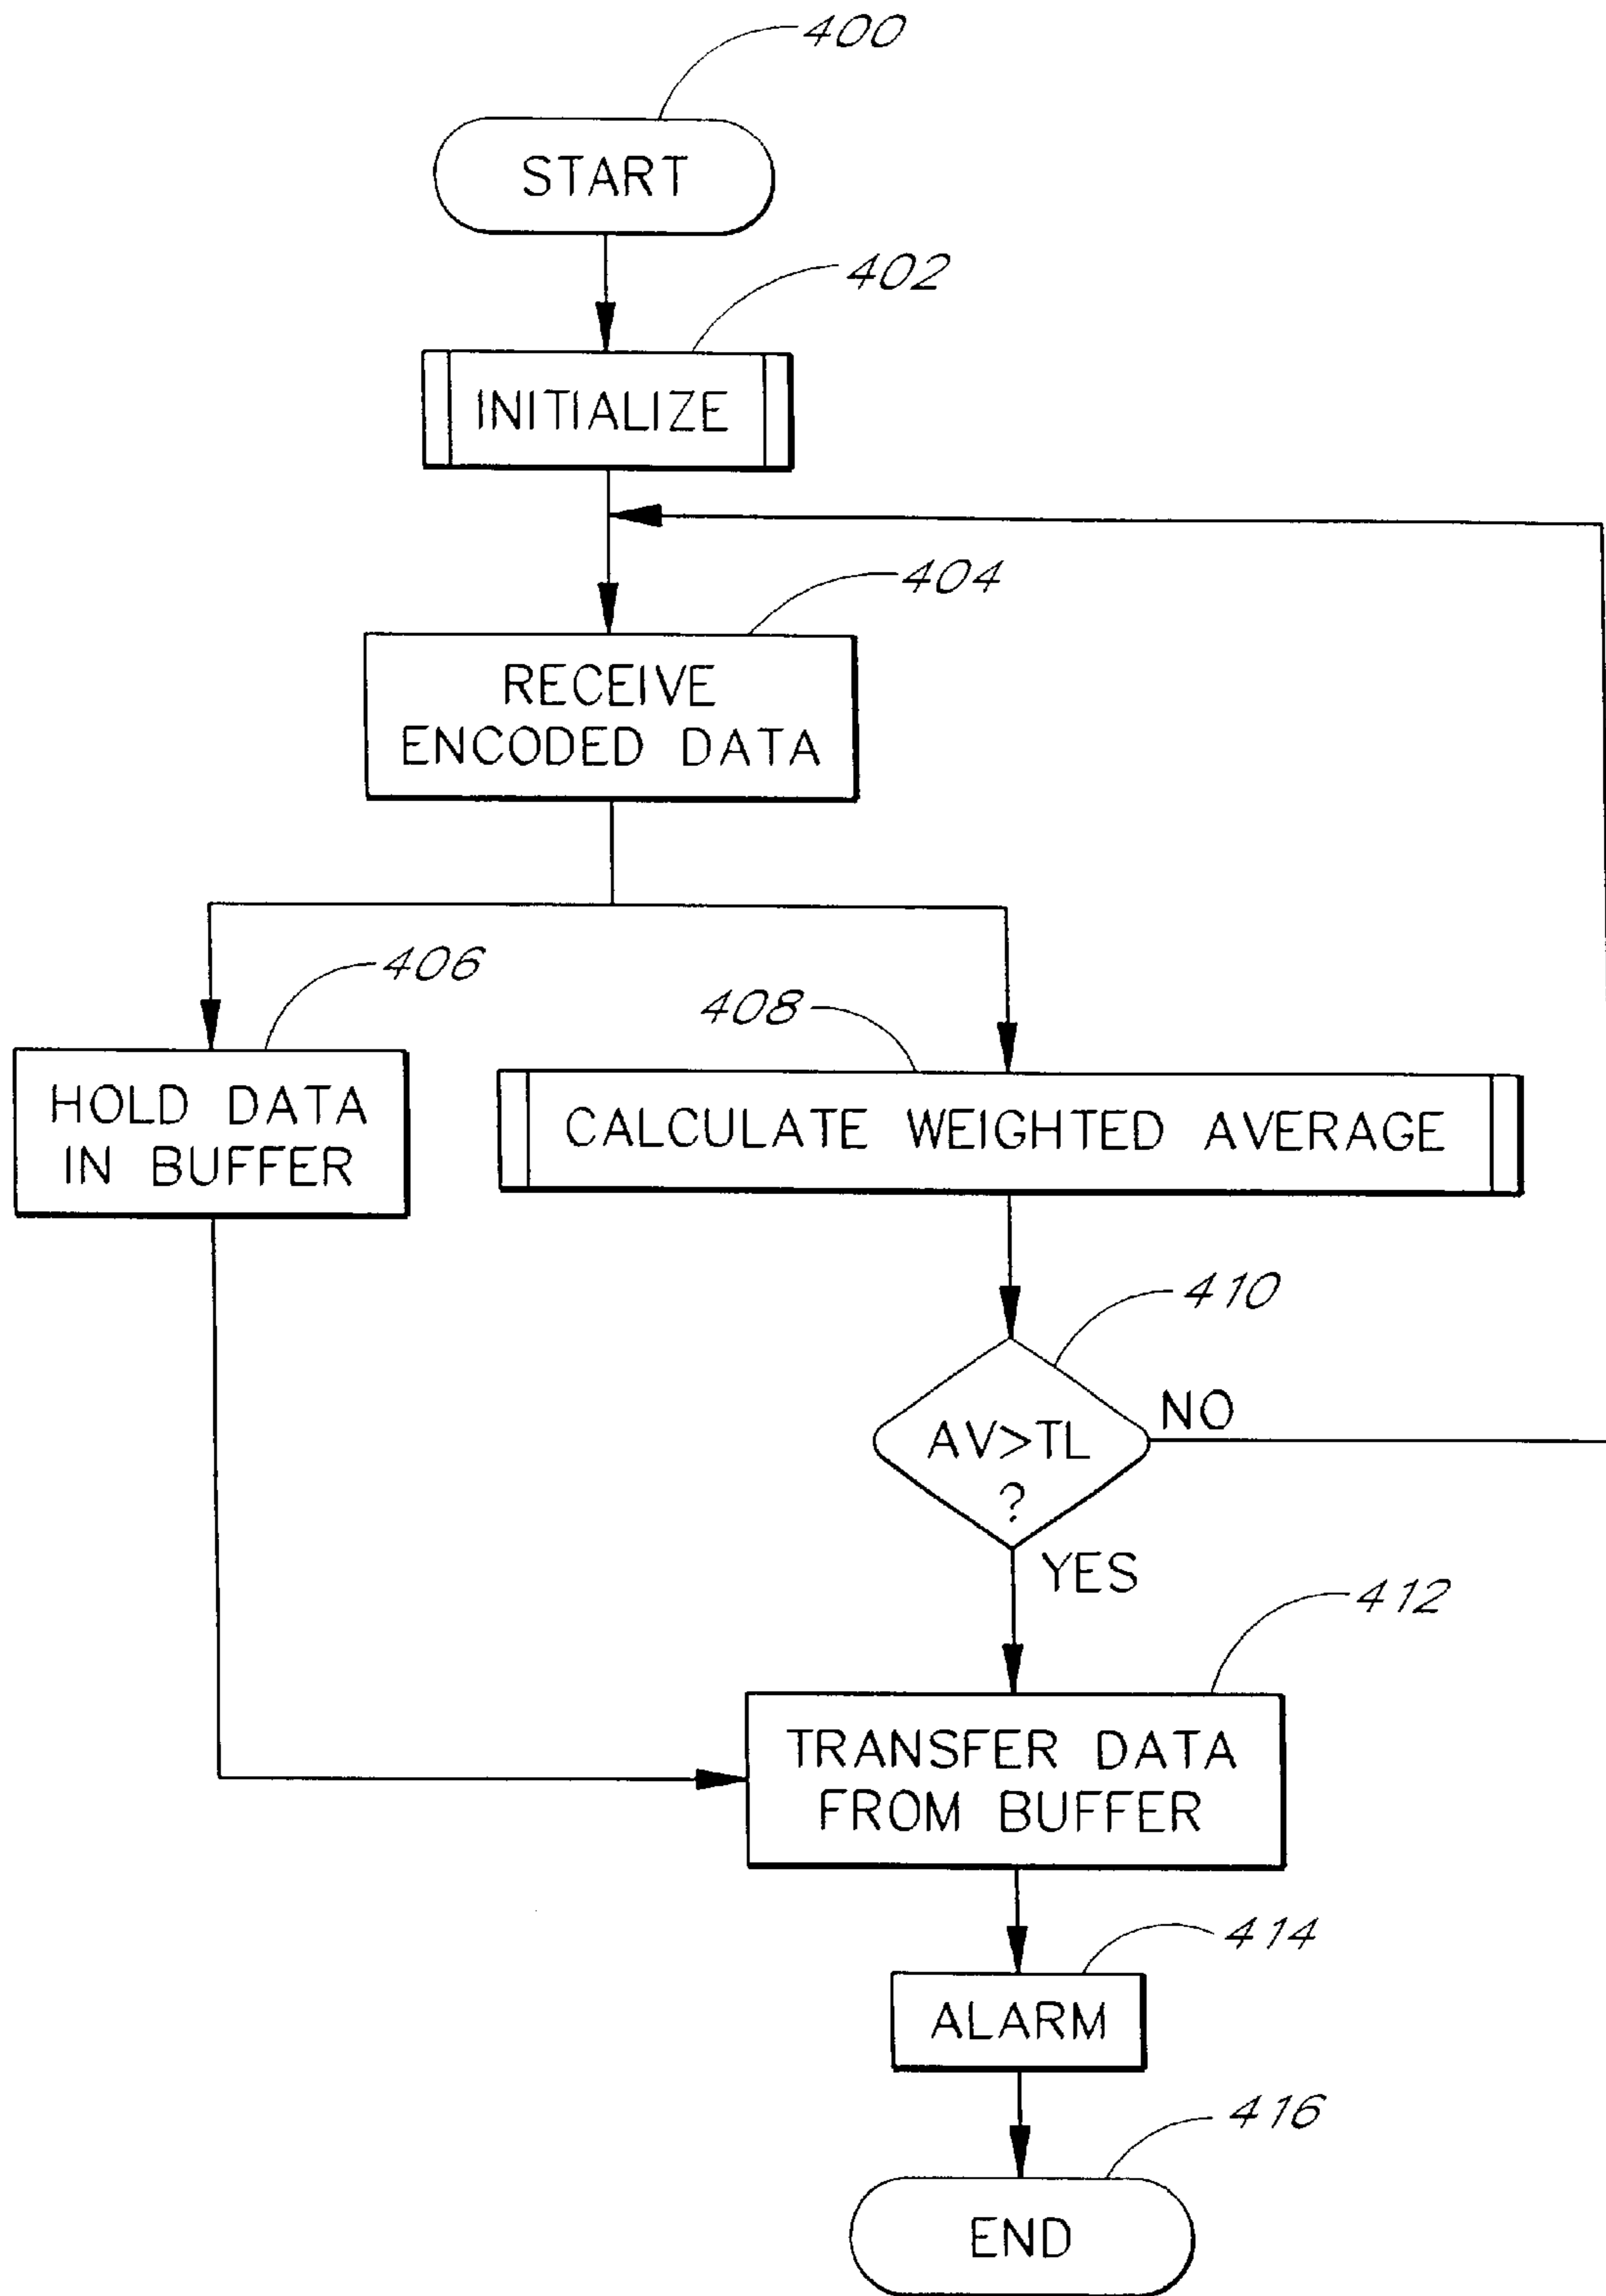 400
START
402
INITIALIZE
404
RECEIVE
ENCODED DATA
406
HOLD DATA
IN BUFFER
408
CALCULATE WEIGHTED AVERAGE
410
AV>TL
?
NO
YES
412
TRANSFER DATA
FROM BUFFER
414
ALARM
416
END